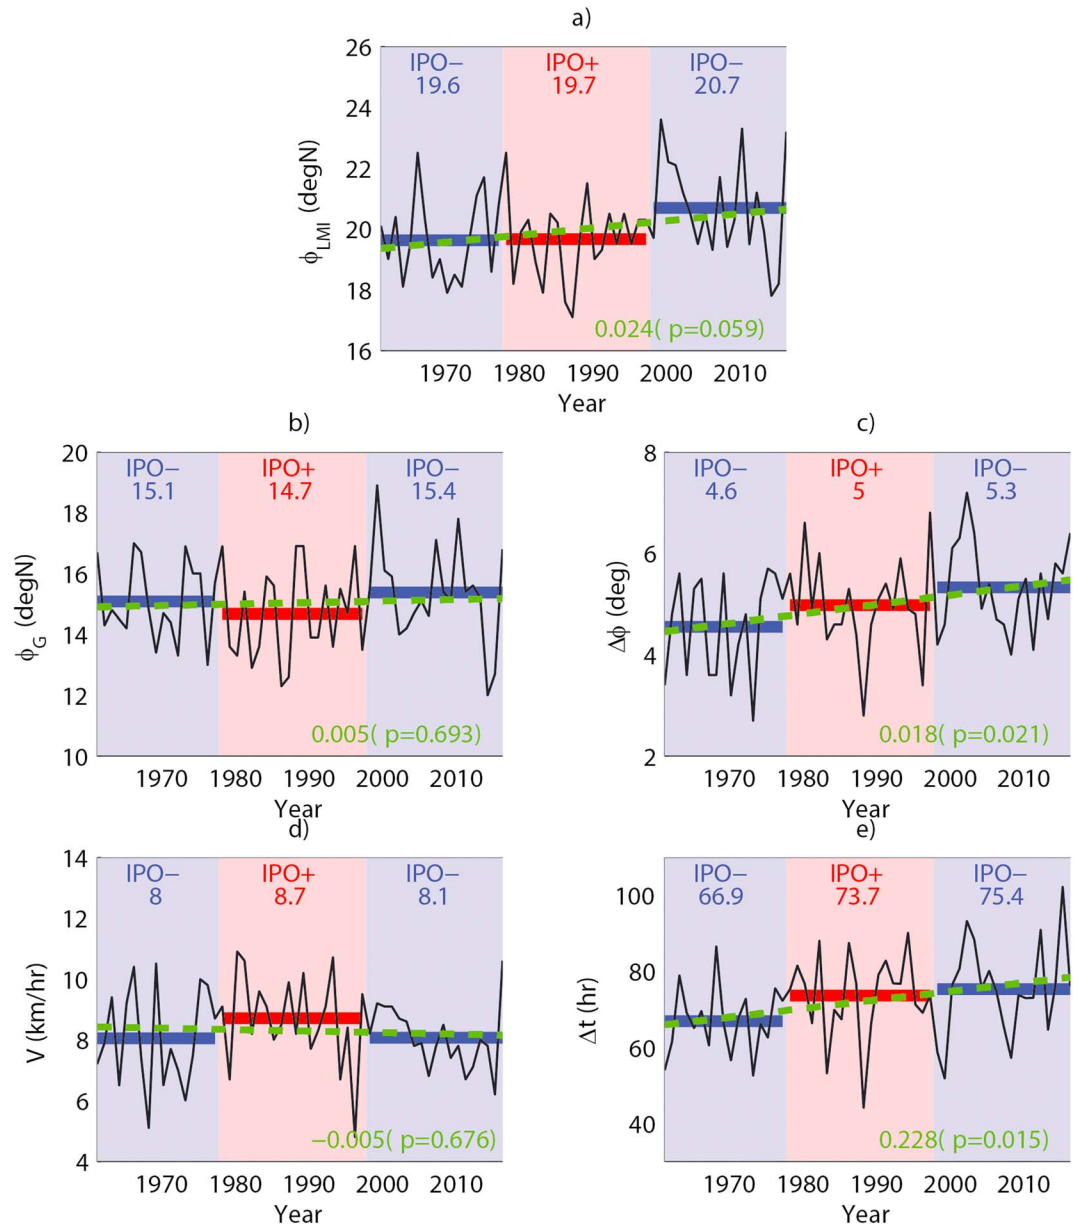 a)
26
24
22
20
18
16
ϕLMI (degN)
IPO− IPO+ IPO−
19.6 19.7 20.7
0.024( p=0.059)
1970 1980 1990 2000 2010
Year
b)
20
18
16
14
12
10
ϕG (degN)
IPO− IPO+ IPO−
15.1 14.7 15.4
0.005( p=0.693)
1970 1980 1990 2000 2010
Year
c)
8
6
4
2
Δϕ (deg)
IPO− IPO+ IPO−
4.6 5 5.3
0.018( p=0.021)
1970 1980 1990 2000 2010
Year
d)
14
12
10
8
6
4
V (km/hr)
IPO− IPO+ IPO−
8 8.7 8.1
−0.005( p=0.676)
1970 1980 1990 2000 2010
Year
e)
100
80
60
40
Δt (hr)
IPO− IPO+ IPO−
66.9 73.7 75.4
0.228( p=0.015)
1970 1980 1990 2000 2010
Year